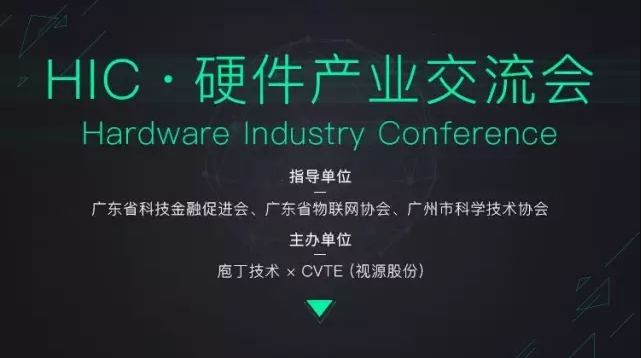 HIC·硬件产业交流会
Hardware Industry Conference
指导单位
广东省科技金融促进会、广东省物联网协会、广州市科学技术协会
主办单位
庖丁技术 × CVTE (视源股份)